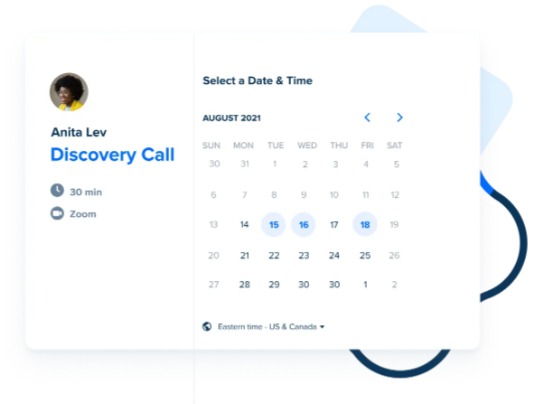 Select a Date & Time
Anita Lev
Discovery Call
30 min
Zoom
AUGUST 2021
SUN MON TUE WED THU FRI SAT
30 31 1 2 3 4 5
6 7 8 9 10 11 12
13 14 15 16 17 18 19
20 21 22 23 24 25 26
27 28 29 30 30 1 2
Eastern time - US & Canada